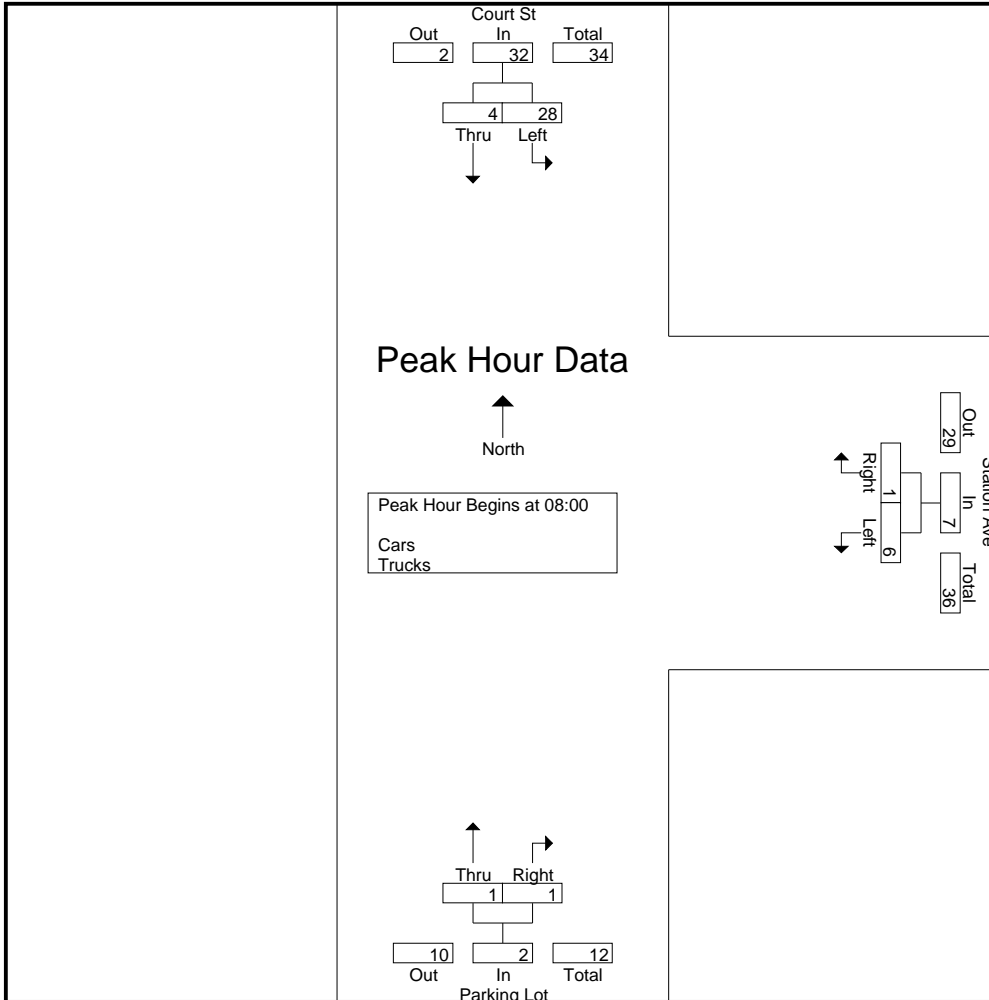 Court St
Out In Total
2 32 34
4 28
Thru Left
Peak Hour Data
North
Peak Hour Begins at 08:00
Cars
Trucks
Right Left
1 6
Out In Total
29 7 36
Station Ave
Thru Right
1 1
10 2 12
Out In Total
Parking Lot